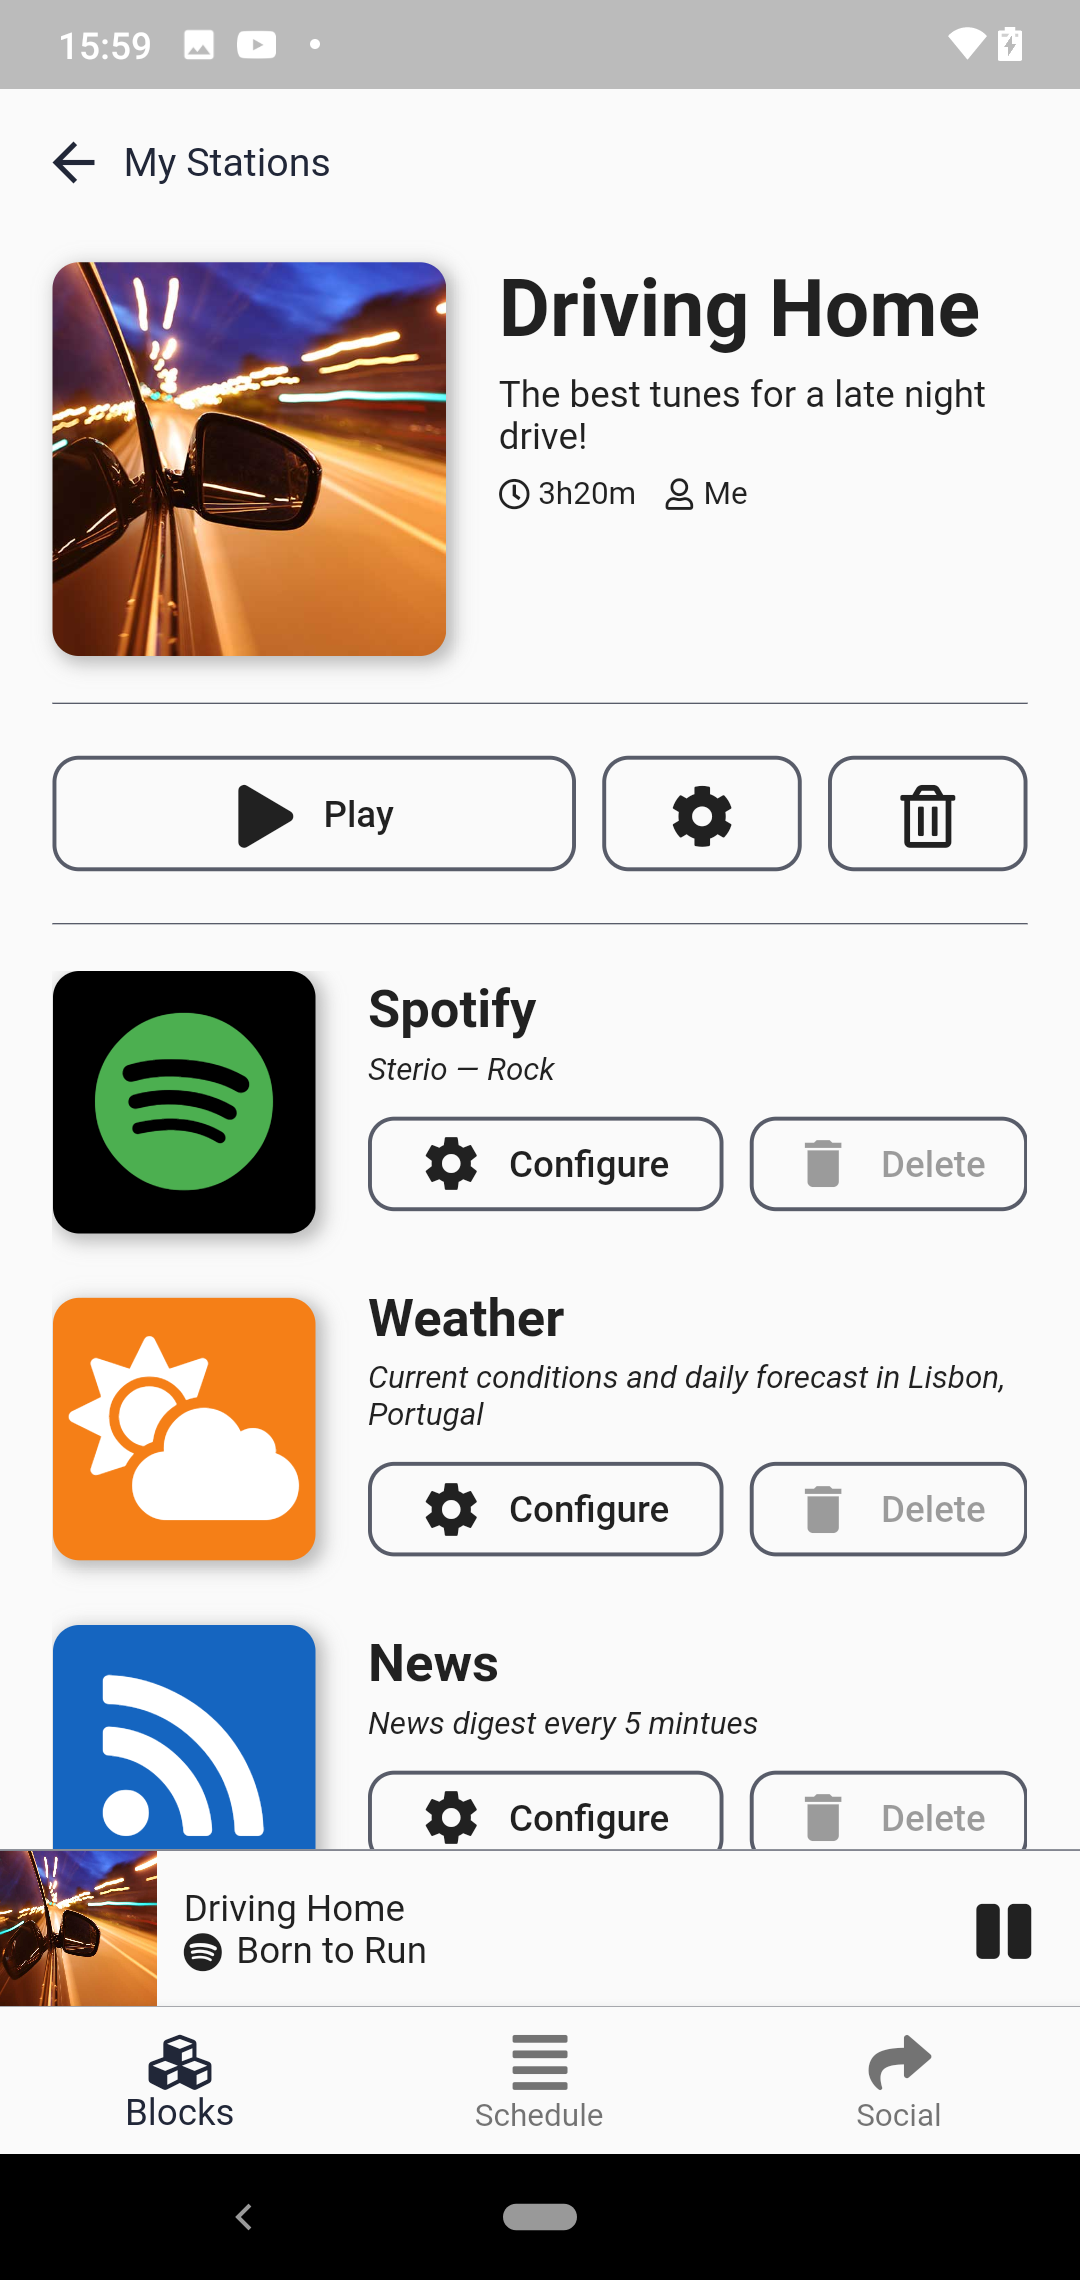 15:59
My Stations
Driving Home
The best tunes for a late night
drive!
3h20m Me
Play
Spotify
Sterio – Rock
Configure Delete
Weather
Current conditions and daily forecast in Lisbon,
Portugal
Configure Delete
News
News digest every 5 mintues
Configure Delete
Driving Home
Born to Run
Blocks Schedule Social